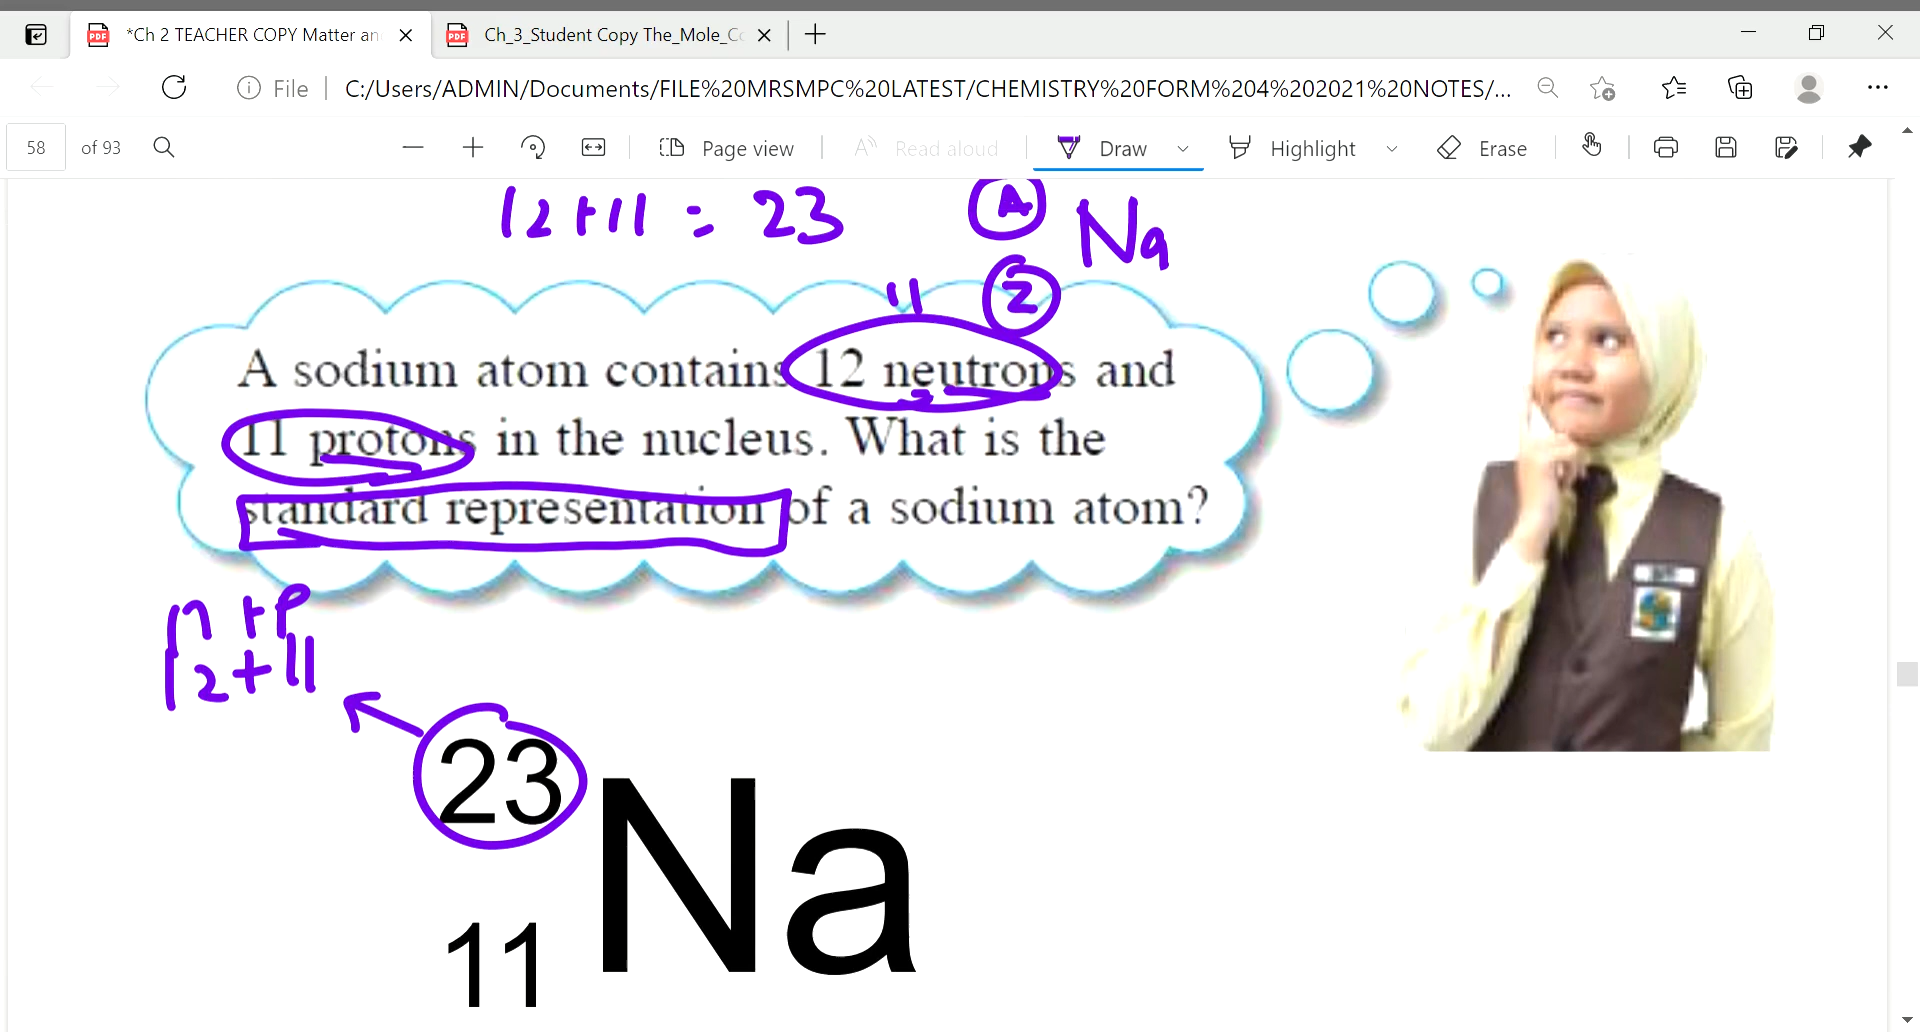 *Ch 2 TEACHER COPY Matter an
Ch_3_Student Copy The_Mole_Co
File
C:/Users/ADMIN/Documents/FILE%20MRSMPC%20LATEST/CHEMISTRY%20FORM%204%202021%20NOTES/...
58 of 93
Page view
Read aloud
Draw
Highlight
Erase
12+11 = 23
A
Na
Z
11
A sodium atom contains 12 neutrons and
11 protons in the nucleus. What is the
standard representation of a sodium atom?
n + p
12+11
23
Na
11